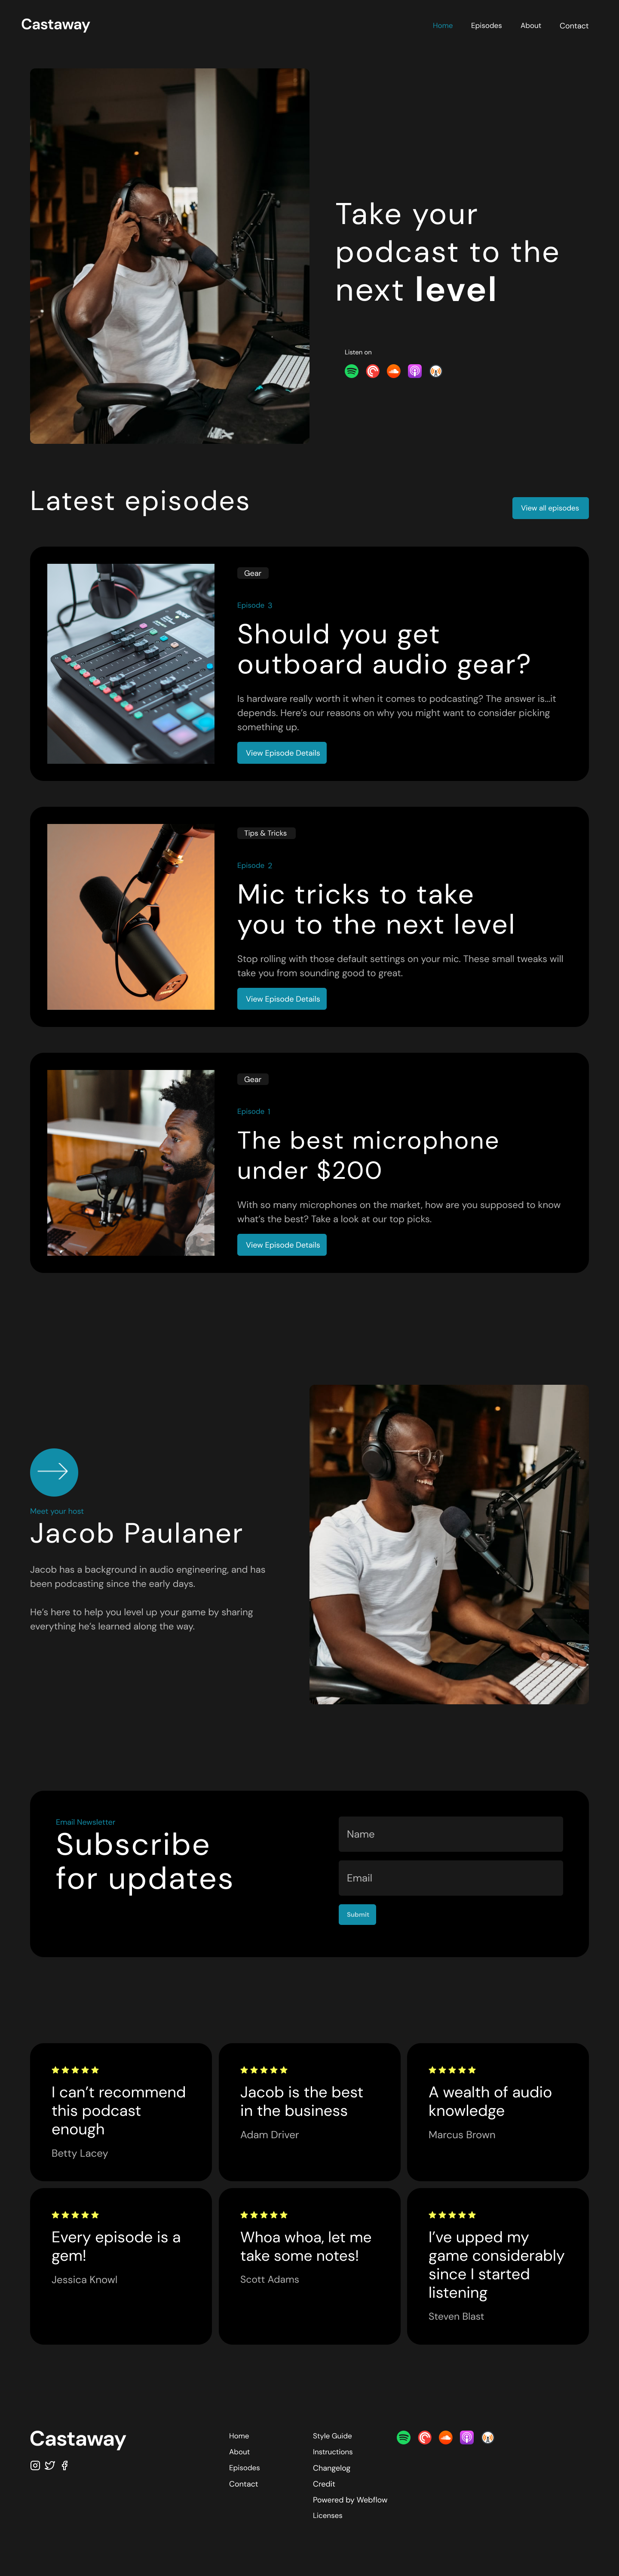 Castaway
Home Episodes About Contact
Take your
podcast to the
next level
Listen on
Latest episodes
View all episodes
Gear
Episode 3
Should you get
outboard audio gear?
Is hardware really worth it when it comes to podcasting? The answer is...it
depends. Here's our reasons on why you might want to consider picking
something up.
View Episode Details
Tips & Tricks
Episode 2
Mic tricks to take
you to the next level
Stop rolling with those default settings on your mic. These small tweaks will
take you from sounding good to great.
View Episode Details
Gear
Episode 1
The best microphone
under $200
With so many microphones on the market, how are you supposed to know
what's the best? Take a look at our top picks.
View Episode Details
Meet your host
Jacob Paulaner
Jacob has a background in audio engineering, and has
been podcasting since the early days.
He's here to help you level up your game by sharing
everything he's learned along the way.
Email Newsletter
Subscribe
for updates
Name
Email
Submit
I can't recommend
this podcast
enough
Betty Lacey
Jacob is the best
in the business
Adam Driver
A wealth of audio
knowledge
Marcus Brown
Every episode is a
gem!
Jessica Knowl
Whoa whoa, let me
take some notes!
Scott Adams
I've upped my
game considerably
since I started
listening
Steven Blast
Castaway
Home
About
Episodes
Contact
Style Guide
Instructions
Changelog
Credit
Powered by Webflow
Licenses